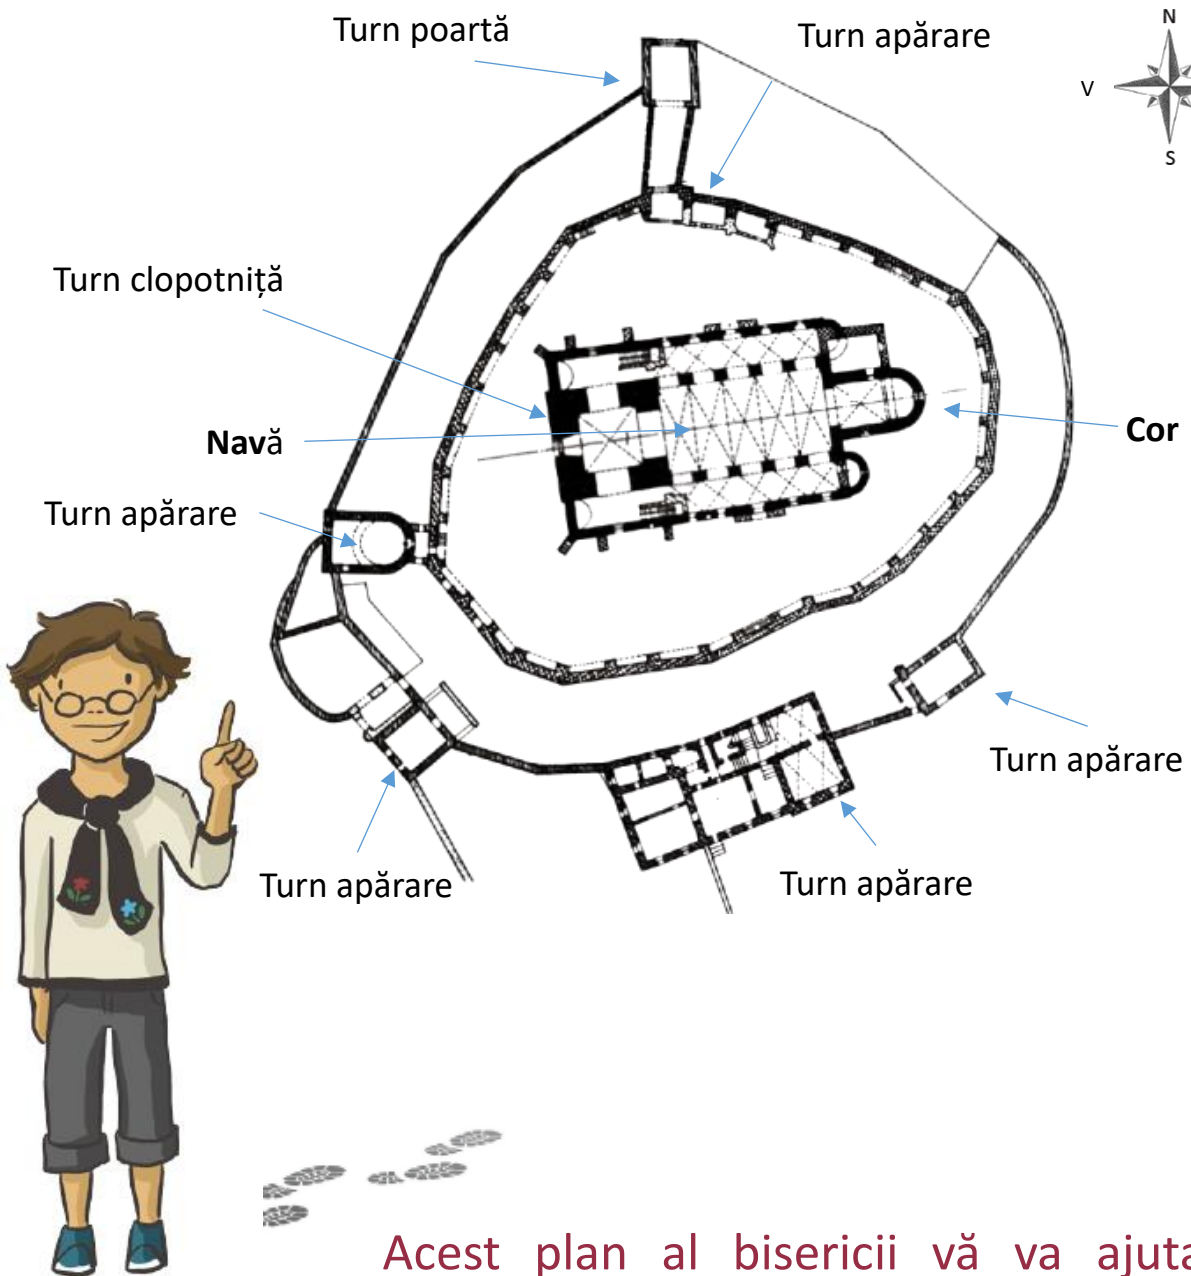 Turn poartă
Turn apărare
N
V
S
Turn clopotniță
Navă
Cor
Turn apărare
Turn apărare
Turn apărare
Turn apărare
Acest plan al bisericii vă va ajuta